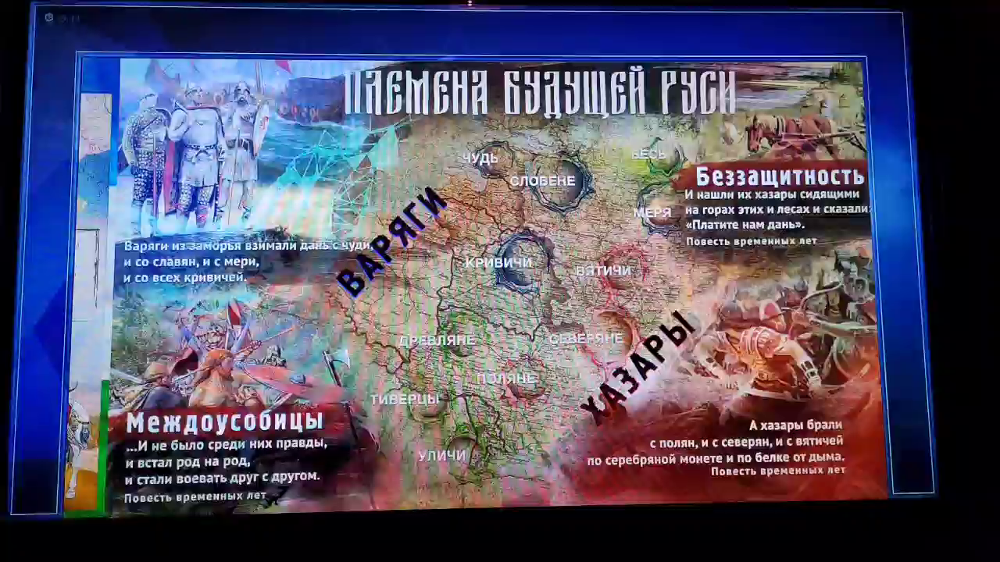 ПЛЕМЕНА БУДУЩЕЙ РУСИ
ЧУДЬ
ВЕСЬ
СЛОВЕНЕ
МЕРЯ
КРИВИЧИ
ВЯТИЧИ
ДРЕВЛЯНЕ
СЕВЕРЯНЕ
ПОЛЯНЕ
ТИВЕРЦЫ
УЛИЧИ
ВАРЯГИ
ХАЗАРЫ
Беззащитность
И нашли их хазары сидящими
на горах этих и лесах и сказали:
«Платите нам дань».
Повесть временных лет
Варяги из заморья взимали дань с чуди,
и со славян, и с мери,
и со всех кривичей.
Междоусобицы
...И не было среди них правды,
и встал род на род,
и стали воевать друг с другом.
Повесть временных лет
А хазары брали
с полян, и с северян, и с вятичей
по серебряной монете и по белке от дыма.
Повесть временных лет